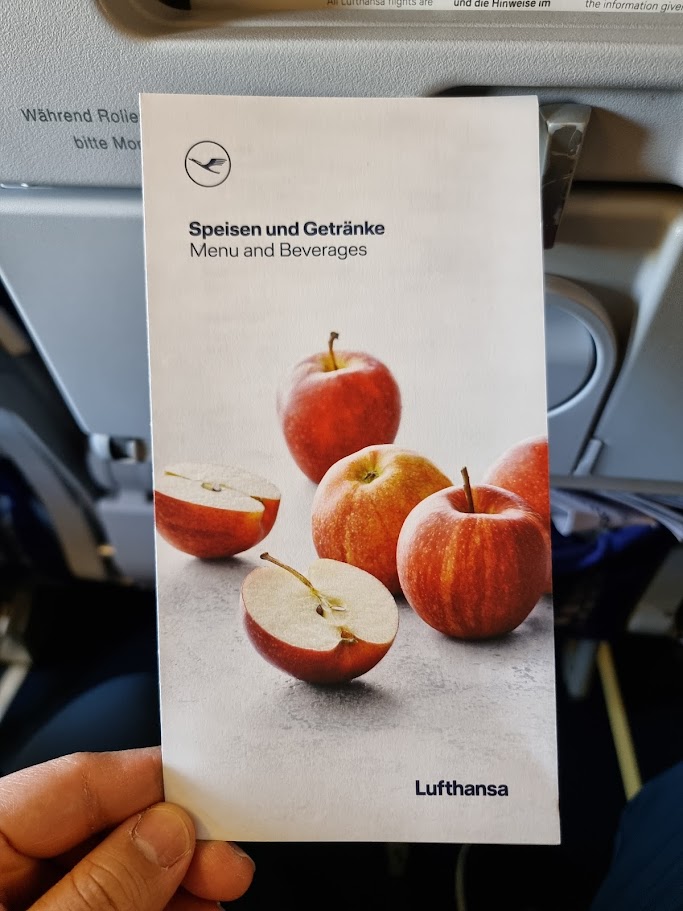 All Lufthansa flights are
und die Hinweise im
the information given
Während Rolle
bitte Mor
Speisen und Getränke
Menu and Beverages
Lufthansa